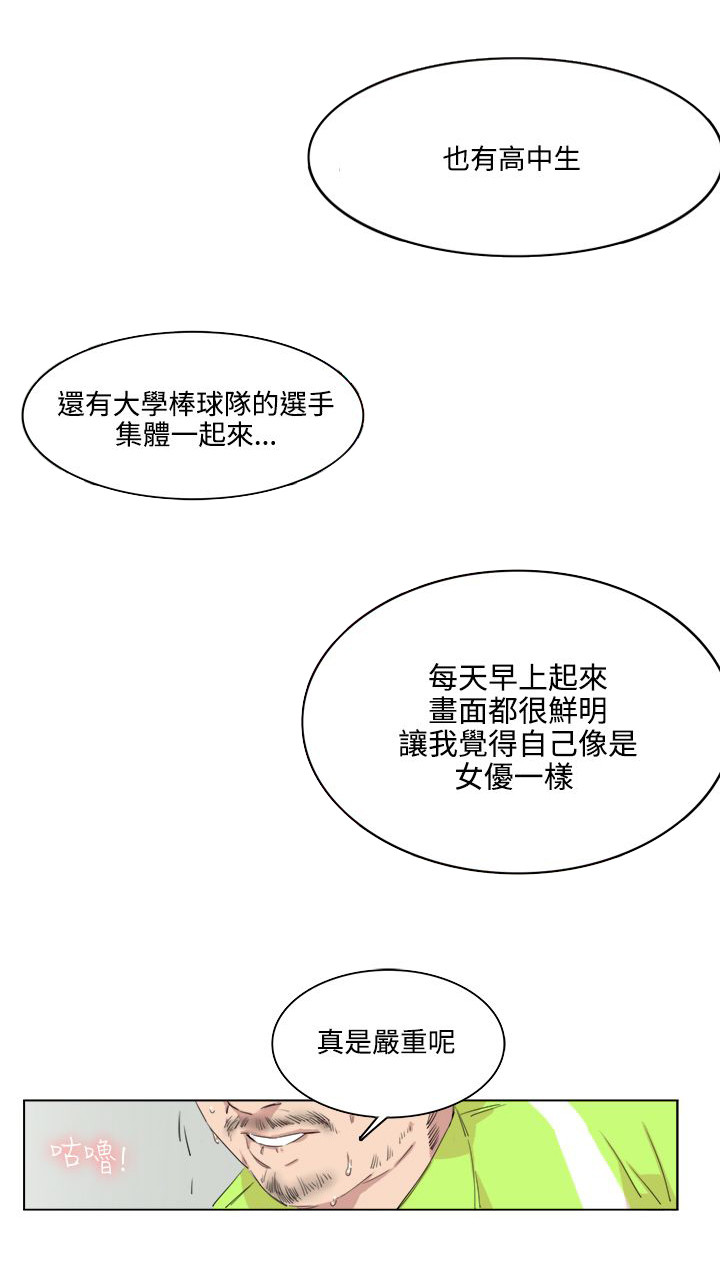 也有高中生
還有大學棒球隊的選手
集體一起來...
每天早上起來
畫面都很鮮明
讓我覺得自己像是
女優一樣
真是嚴重呢
咕嚕!